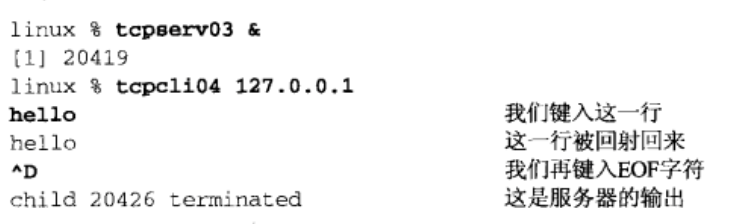 linux % tcpserv03 &
[1] 20419
linux % tcpcli04 127.0.0.1
hello 我们键入这一行
hello 这一行被回射回来
^D 我们再键入EOF字符
child 20426 terminated 这是服务器的输出